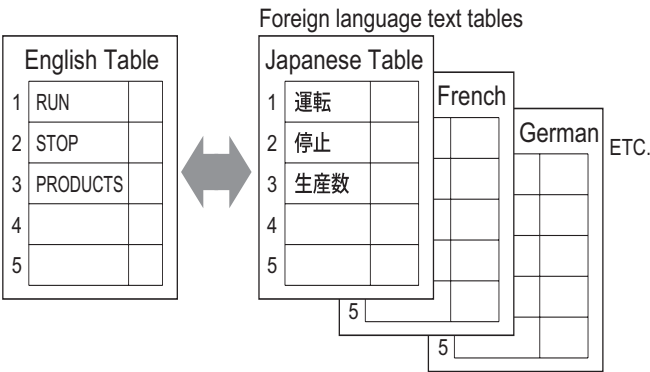 Foreign language text tables
English Table
1 RUN
2 STOP
3 PRODUCTS
4
5
Japanese Table
1 運転
2 停止
3 生産数
4
5
French
5
German
5
ETC.